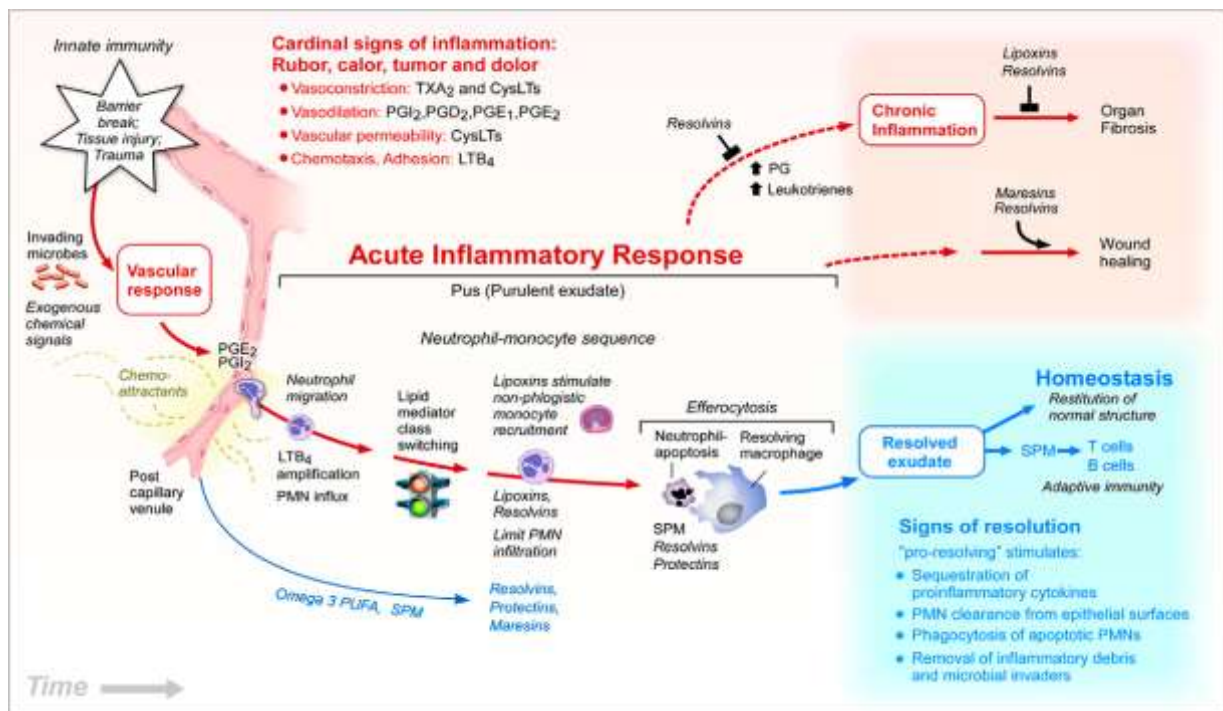 Innate immunity
Barrier
break;
Tissue injury;
Trauma
Invading
microbes
Exogenous
chemical
signals
Vascular
response
Cardinal signs of inflammation:
Rubor, calor, tumor and dolor
• Vasoconstriction: TXA₂ and CysLTs
• Vasodilation: PGI₂,PGD₂,PGE₁,PGE₂
• Vascular permeability: CysLTs
• Chemotaxis, Adhesion: LTB₄
Resolvins
PG
Leukotrienes
Chronic
Inflammation
Lipoxins
Resolvins
Organ
Fibrosis
Maresins
Resolvins
Wound
healing
Acute Inflammatory Response
Pus (Purulent exudate)
Neutrophil-monocyte sequence
PGE₂
PGI₂
Chemo-
attractants
Post
capillary
venule
Neutrophil
migration
LTB₄
amplification
PMN influx
Lipid
mediator
class
switching
Lipoxins stimulate
non-phlogistic
monocyte
recruitment
Lipoxins,
Resolvins
Limit PMN
infiltration
Efferocytosis
Neutrophil-
apoptosis
Resolving
macrophage
SPM
Resolvins
Protectins
Omega 3 PUFA, SPM
Resolvins,
Protectins,
Maresins
Resolved
exudate
Homeostasis
Restitution of
normal structure
SPM
T cells
B cells
Adaptive immunity
Signs of resolution
"pro-resolving" stimulates:
• Sequestration of
proinflammatory cytokines
• PMN clearance from epithelial surfaces
• Phagocytosis of apoptotic PMNs
• Removal of inflammatory debris
and microbial invaders
Time